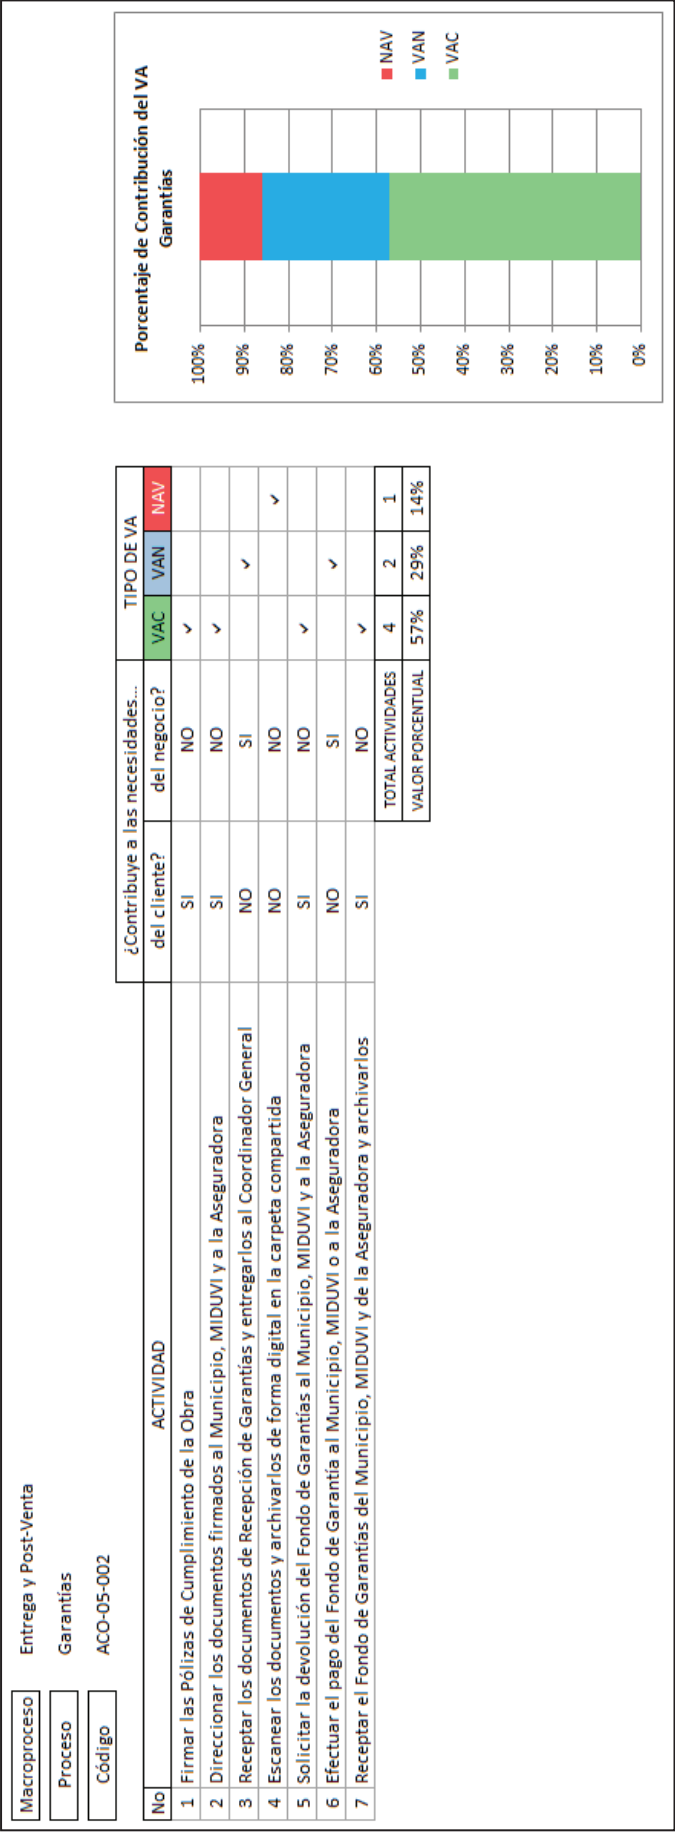 Macroproceso Entrega y Post-Venta
Proceso Garantías
Código ACO-05-002
¿Contribuye a las necesidades... TIPO DE VA
No ACTIVIDAD del cliente? del negocio? VAC VAN NAV
1 Firmar las Pólizas de Cumplimiento de la Obra SI NO ✓
2 Direccionar los documentos firmados al Municipio, MIDUVI y a la Aseguradora SI NO ✓
3 Receptar los documentos de Recepción de Garantías y entregarlos al Coordinador General NO SI ✓
4 Escanear los documentos y archivarlos de forma digital en la carpeta compartida NO NO ✓
5 Solicitar la devolución del Fondo de Garantías al Municipio, MIDUVI y a la Aseguradora SI NO ✓
6 Efectuar el pago del Fondo de Garantía al Municipio, MIDUVI o a la Aseguradora NO SI ✓
7 Receptar el Fondo de Garantías del Municipio, MIDUVI y de la Aseguradora y archivarlos SI NO ✓
TOTAL ACTIVIDADES 4 2 1
VALOR PORCENTUAL 57% 29% 14%
Porcentaje de Contribución del VA
Garantías
100%
90%
80%
70%
60%
50%
40%
30%
20%
10%
0%
NAV
VAN
VAC